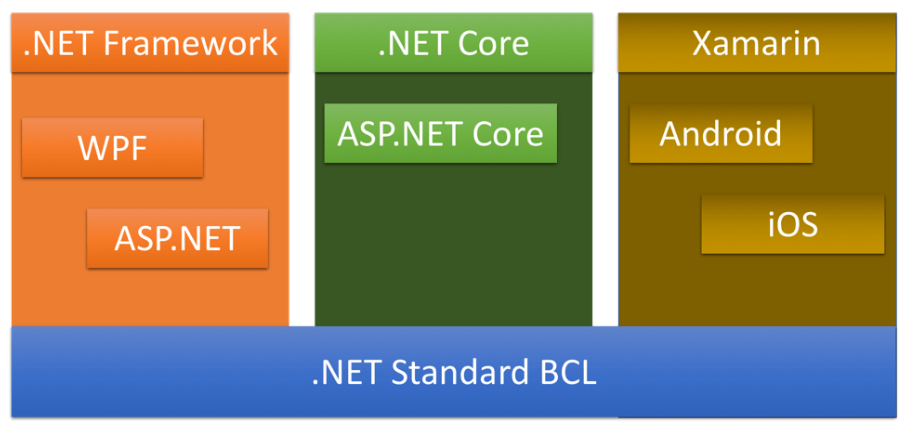 .NET Framework
WPF
ASP.NET
.NET Core
ASP.NET Core
Xamarin
Android
iOS
.NET Standard BCL